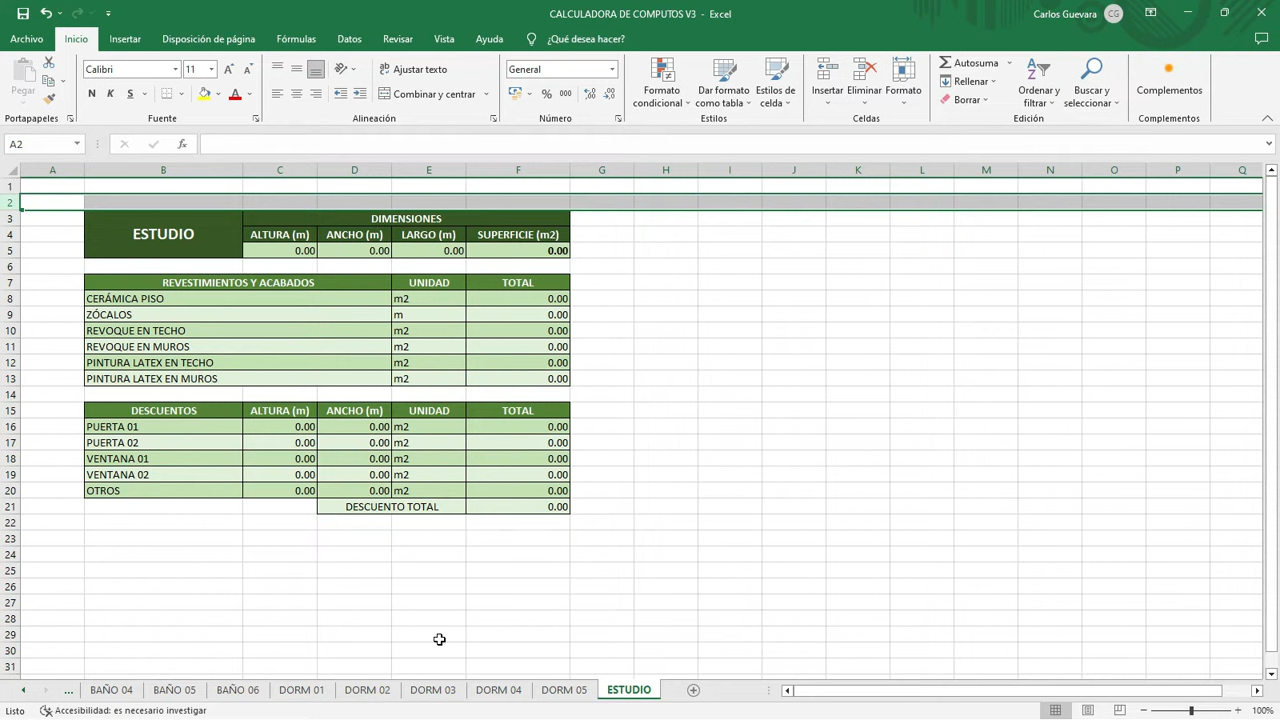 CALCULADORA DE COMPUTOS V3 - Excel
Carlos Guevara CG
Archivo Inicio Insertar Disposición de página Fórmulas Datos Revisar Vista Ayuda ¿Qué desea hacer?
Pegar
Calibri 11
N K S
Ajustar texto
Combinar y centrar
General
% 000
Formato condicional
Dar formato como tabla
Estilos de celda
Insertar Eliminar Formato
Autosuma
Rellenar
Borrar
Ordenar y filtrar
Buscar y seleccionar
Complementos
Portapapeles Fuente Alineación Número Estilos Celdas Edición Complementos
A2 fx
A B C D E F G H I J K L M N O P Q
1
2
3 ESTUDIO DIMENSIONES
4 ALTURA (m) ANCHO (m) LARGO (m) SUPERFICIE (m2)
5 0.00 0.00 0.00 0.00
6
7 REVESTIMIENTOS Y ACABADOS UNIDAD TOTAL
8 CERÁMICA PISO m2 0.00
9 ZÓCALOS m 0.00
10 REVOQUE EN TECHO m2 0.00
11 REVOQUE EN MUROS m2 0.00
12 PINTURA LATEX EN TECHO m2 0.00
13 PINTURA LATEX EN MUROS m2 0.00
14
15 DESCUENTOS ALTURA (m) ANCHO (m) UNIDAD TOTAL
16 PUERTA 01 0.00 0.00 m2 0.00
17 PUERTA 02 0.00 0.00 m2 0.00
18 VENTANA 01 0.00 0.00 m2 0.00
19 VENTANA 02 0.00 0.00 m2 0.00
20 OTROS 0.00 0.00 m2 0.00
21 DESCUENTO TOTAL 0.00
22
23
24
25
26
27
28
29
30
31
... BAÑO 04 BAÑO 05 BAÑO 06 DORM 01 DORM 02 DORM 03 DORM 04 DORM 05 ESTUDIO
Listo Accesibilidad: es necesario investigar 100%